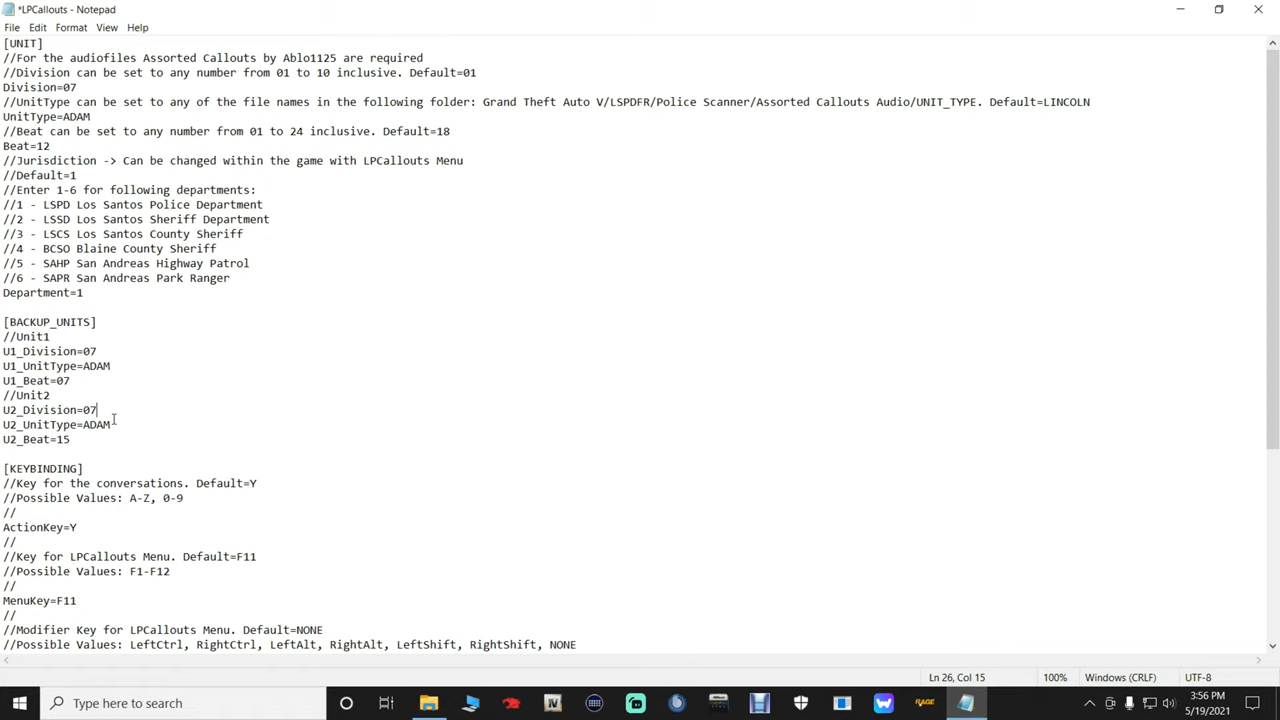 *LPCallouts - Notepad
File Edit Format View Help
[UNIT]
//For the audiofiles Assorted Callouts by Ablo1125 are required
//Division can be set to any number from 01 to 10 inclusive. Default=01
Division=07
//UnitType can be set to any of the file names in the following folder: Grand Theft Auto V/LSPDFR/Police Scanner/Assorted Callouts Audio/UNIT_TYPE. Default=LINCOLN
UnitType=ADAM
//Beat can be set to any number from 01 to 24 inclusive. Default=18
Beat=12
//Jurisdiction -> Can be changed within the game with LPCallouts Menu
//Default=1
//Enter 1-6 for following departments:
//1 - LSPD Los Santos Police Department
//2 - LSSD Los Santos Sheriff Department
//3 - LSCS Los Santos County Sheriff
//4 - BCSO Blaine County Sheriff
//5 - SAHP San Andreas Highway Patrol
//6 - SAPR San Andreas Park Ranger
Department=1
[BACKUP_UNITS]
//Unit1
U1_Division=07
U1_UnitType=ADAM
U1_Beat=07
//Unit2
U2_Division=07
U2_UnitType=ADAM
U2_Beat=15
[KEYBINDING]
//Key for the conversations. Default=Y
//Possible Values: A-Z, 0-9
//
ActionKey=Y
//
//Key for LPCallouts Menu. Default=F11
//Possible Values: F1-F12
//
MenuKey=F11
//
//Modifier Key for LPCallouts Menu. Default=NONE
//Possible Values: LeftCtrl, RightCtrl, LeftAlt, RightAlt, LeftShift, RightShift, NONE
Ln 26, Col 15 100% Windows (CRLF) UTF-8
Type here to search
IV
RAGE
3:56 PM
5/19/2021